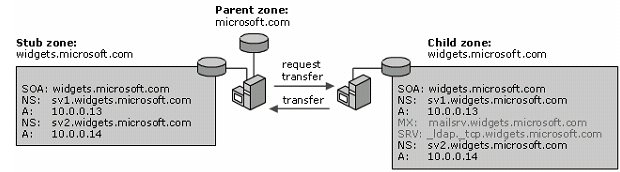 Parent zone:
microsoft.com
Stub zone:
widgets.microsoft.com
Child zone:
widgets.microsoft.com
request
transfer
transfer
SOA: widgets.microsoft.com
NS: sv1.widgets.microsoft.com
A: 10.0.0.13
NS: sv2.widgets.microsoft.com
A: 10.0.0.14
SOA: widgets.microsoft.com
NS: sv1.widgets.microsoft.com
A: 10.0.0.13
MX: mailsrv.widgets.microsoft.com
SRV: _ldap._tcp.widgets.microsoft.com
NS: sv2.widgets.microsoft.com
A: 10.0.0.14